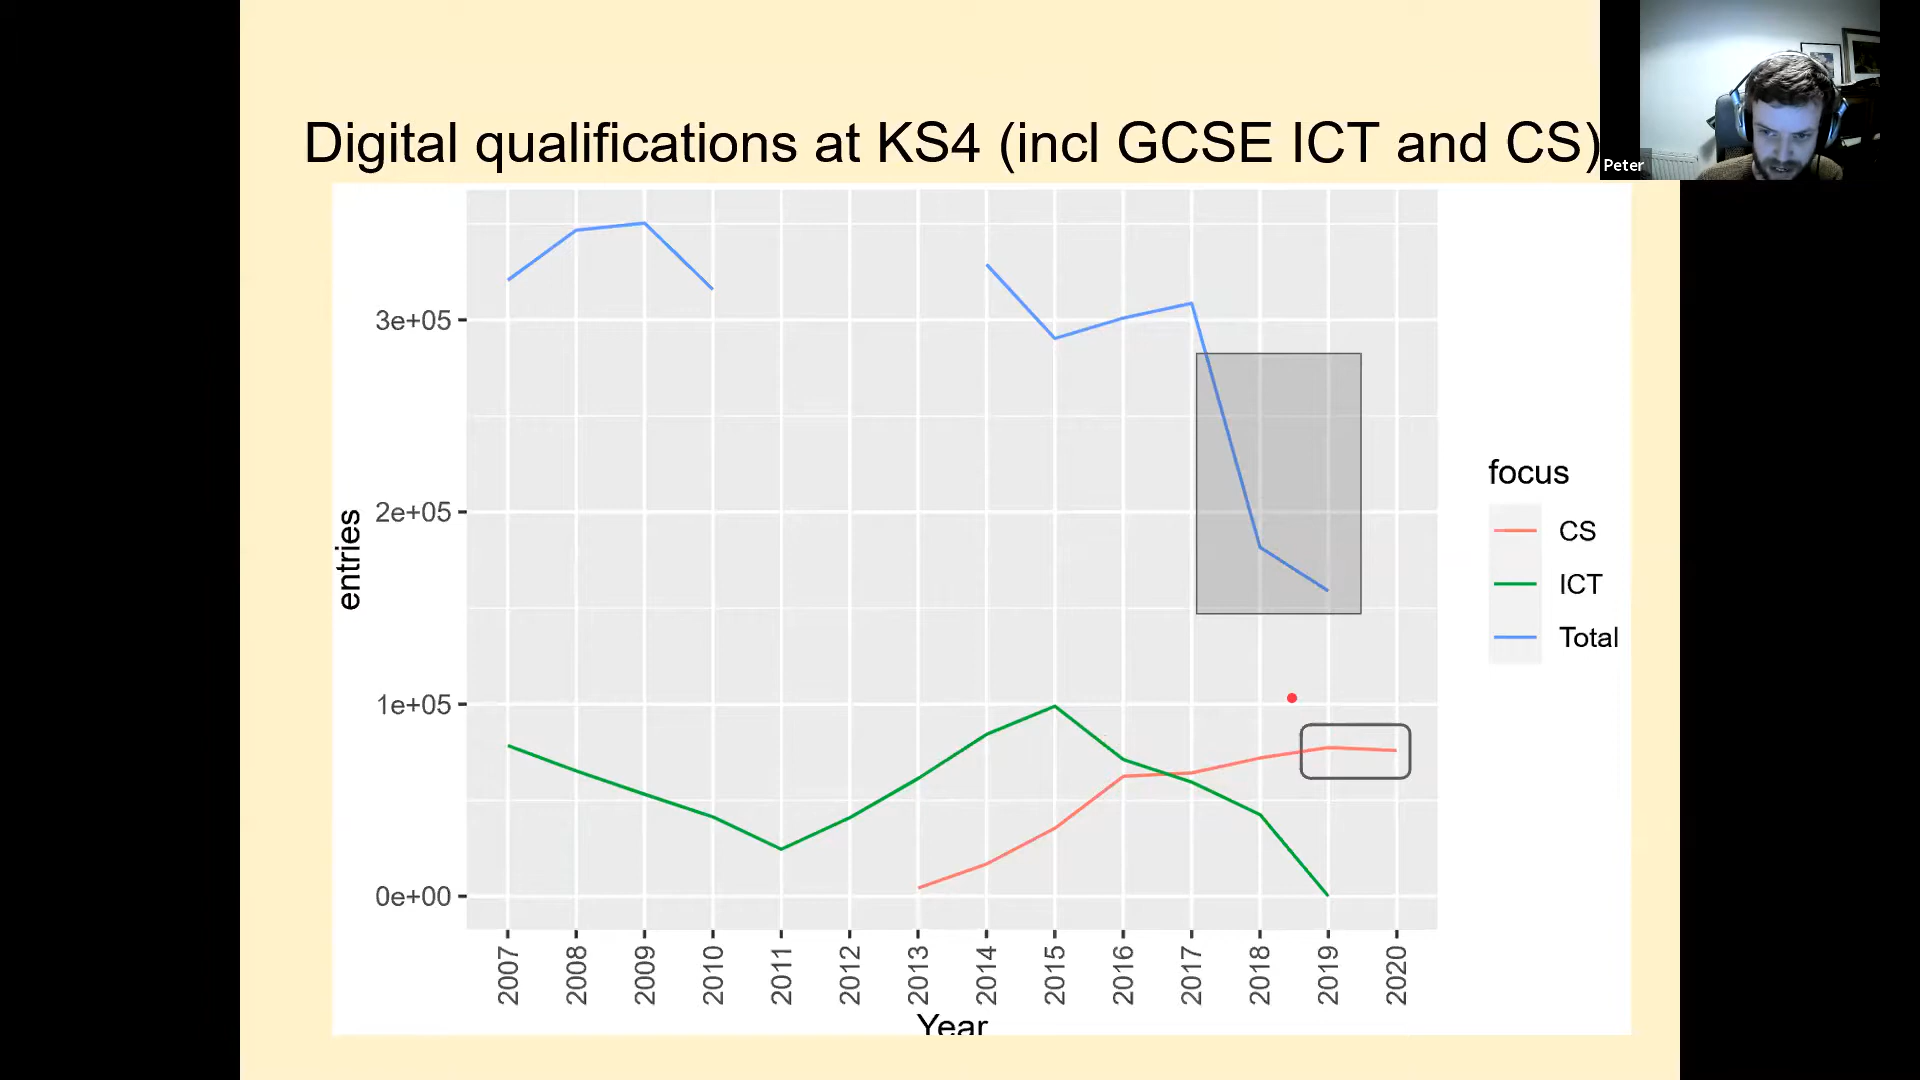 Digital qualifications at KS4 (incl GCSE ICT and CS)
Peter
entries
3e+05
2e+05
1e+05
0e+00
2007
2008
2009
2010
2011
2012
2013
2014
2015
2016
2017
2018
2019
2020
Year
focus
CS
ICT
Total